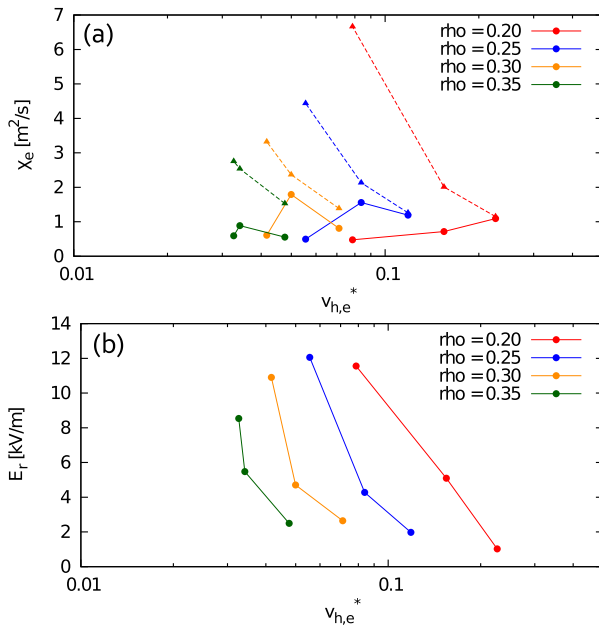 (a)
χe [m²/s]
7
6
5
4
3
2
1
0
rho = 0.20
rho = 0.25
rho = 0.30
rho = 0.35
0.01
0.1
νh,e*
(b)
Er [kV/m]
14
12
10
8
6
4
2
0
rho = 0.20
rho = 0.25
rho = 0.30
rho = 0.35
0.01
0.1
νh,e*